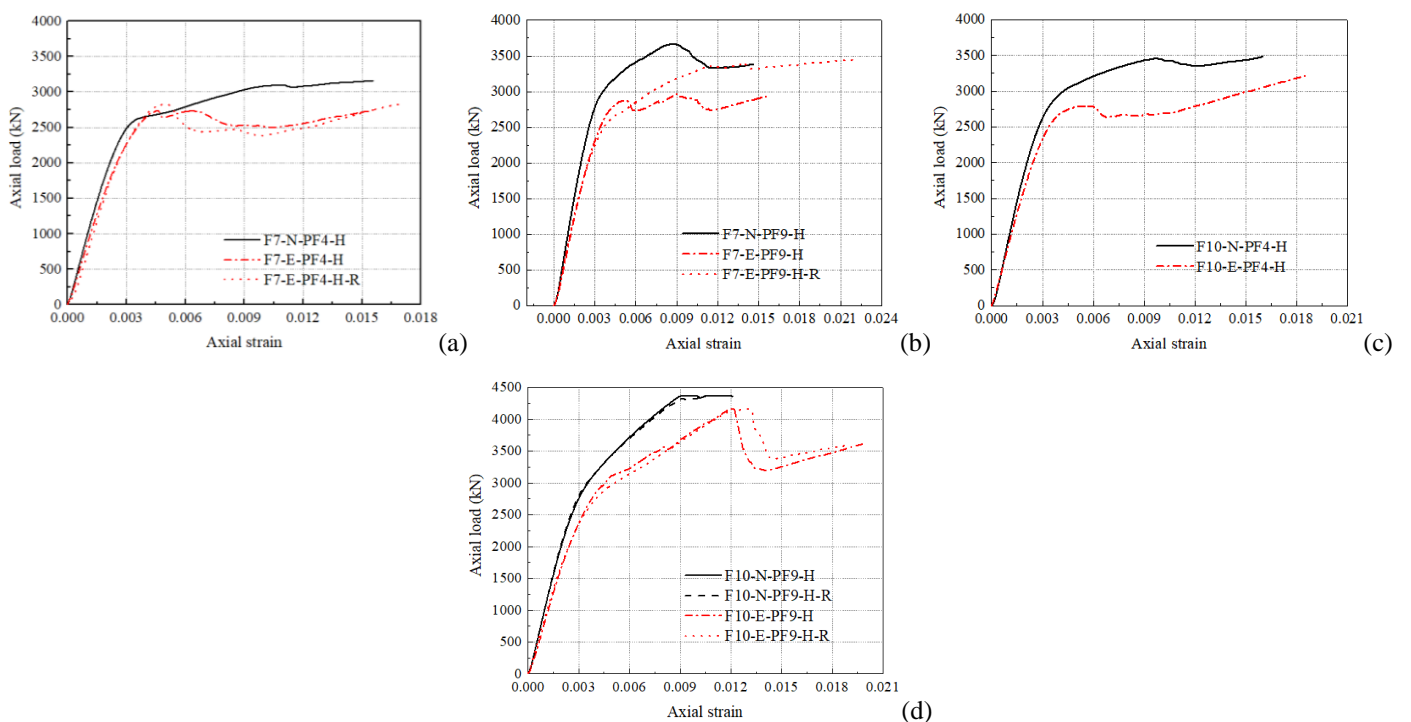 4000
3500
3000
2500
2000
1500
1000
500
0
Axial load (kN)
F7-N-PF4-H
F7-E-PF4-H
F7-E-PF4-H-R
0.000 0.003 0.006 0.009 0.012 0.015 0.018
Axial strain
(a)
4000
3500
3000
2500
2000
1500
1000
500
0
Axial load (kN)
F7-N-PF9-H
F7-E-PF9-H
F7-E-PF9-H-R
0.000 0.003 0.006 0.009 0.012 0.015 0.018 0.021 0.024
Axial strain
(b)
4000
3500
3000
2500
2000
1500
1000
500
0
Axial load (kN)
F10-N-PF4-H
F10-E-PF4-H
0.000 0.003 0.006 0.009 0.012 0.015 0.018 0.021
Axial strain
(c)
4500
4000
3500
3000
2500
2000
1500
1000
500
0
Axial load (kN)
F10-N-PF9-H
F10-N-PF9-H-R
F10-E-PF9-H
F10-E-PF9-H-R
0.000 0.003 0.006 0.009 0.012 0.015 0.018 0.021
Axial strain
(d)